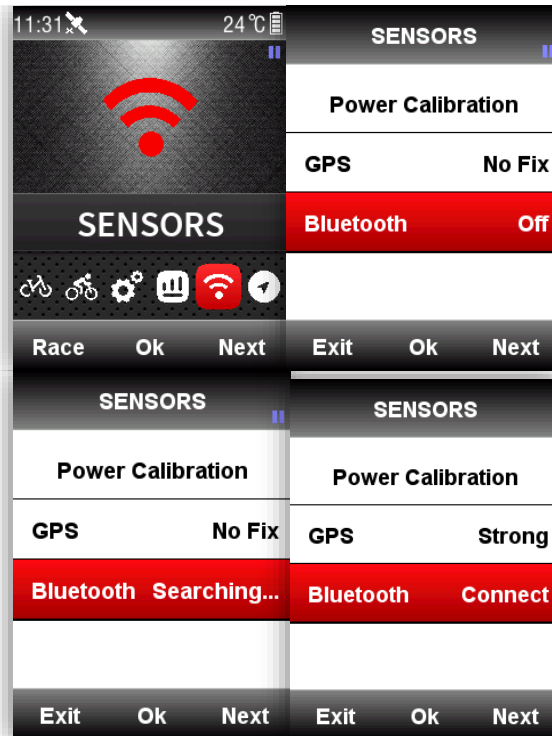 11:31 24℃
SENSORS
Race Ok Next
SENSORS
Power Calibration
GPS No Fix
Bluetooth Off
Exit Ok Next
SENSORS
Power Calibration
GPS No Fix
Bluetooth Searching...
Exit Ok Next
SENSORS
Power Calibration
GPS Strong
Bluetooth Connect
Exit Ok Next